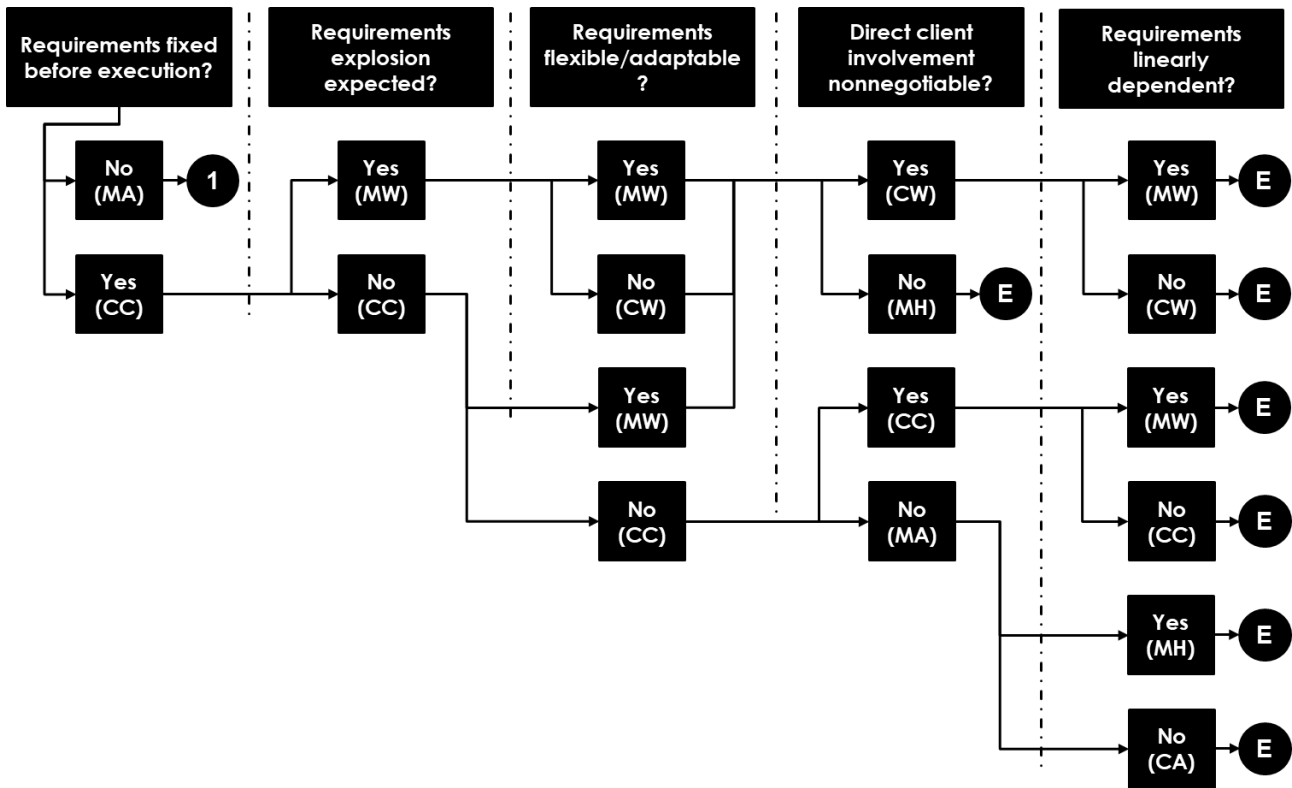 Requirements fixed
before execution?
Requirements
explosion
expected?
Requirements
flexible/adaptable
?
Direct client
involvement
nonnegotiable?
Requirements
linearly
dependent?
No
(MA)
1
Yes
(MW)
Yes
(MW)
Yes
(CW)
Yes
(MW)
E
Yes
(CC)
No
(CC)
No
(CW)
No
(MH)
E
No
(CW)
E
Yes
(MW)
Yes
(CC)
Yes
(MW)
E
No
(CC)
No
(MA)
No
(CC)
E
Yes
(MH)
E
No
(CA)
E